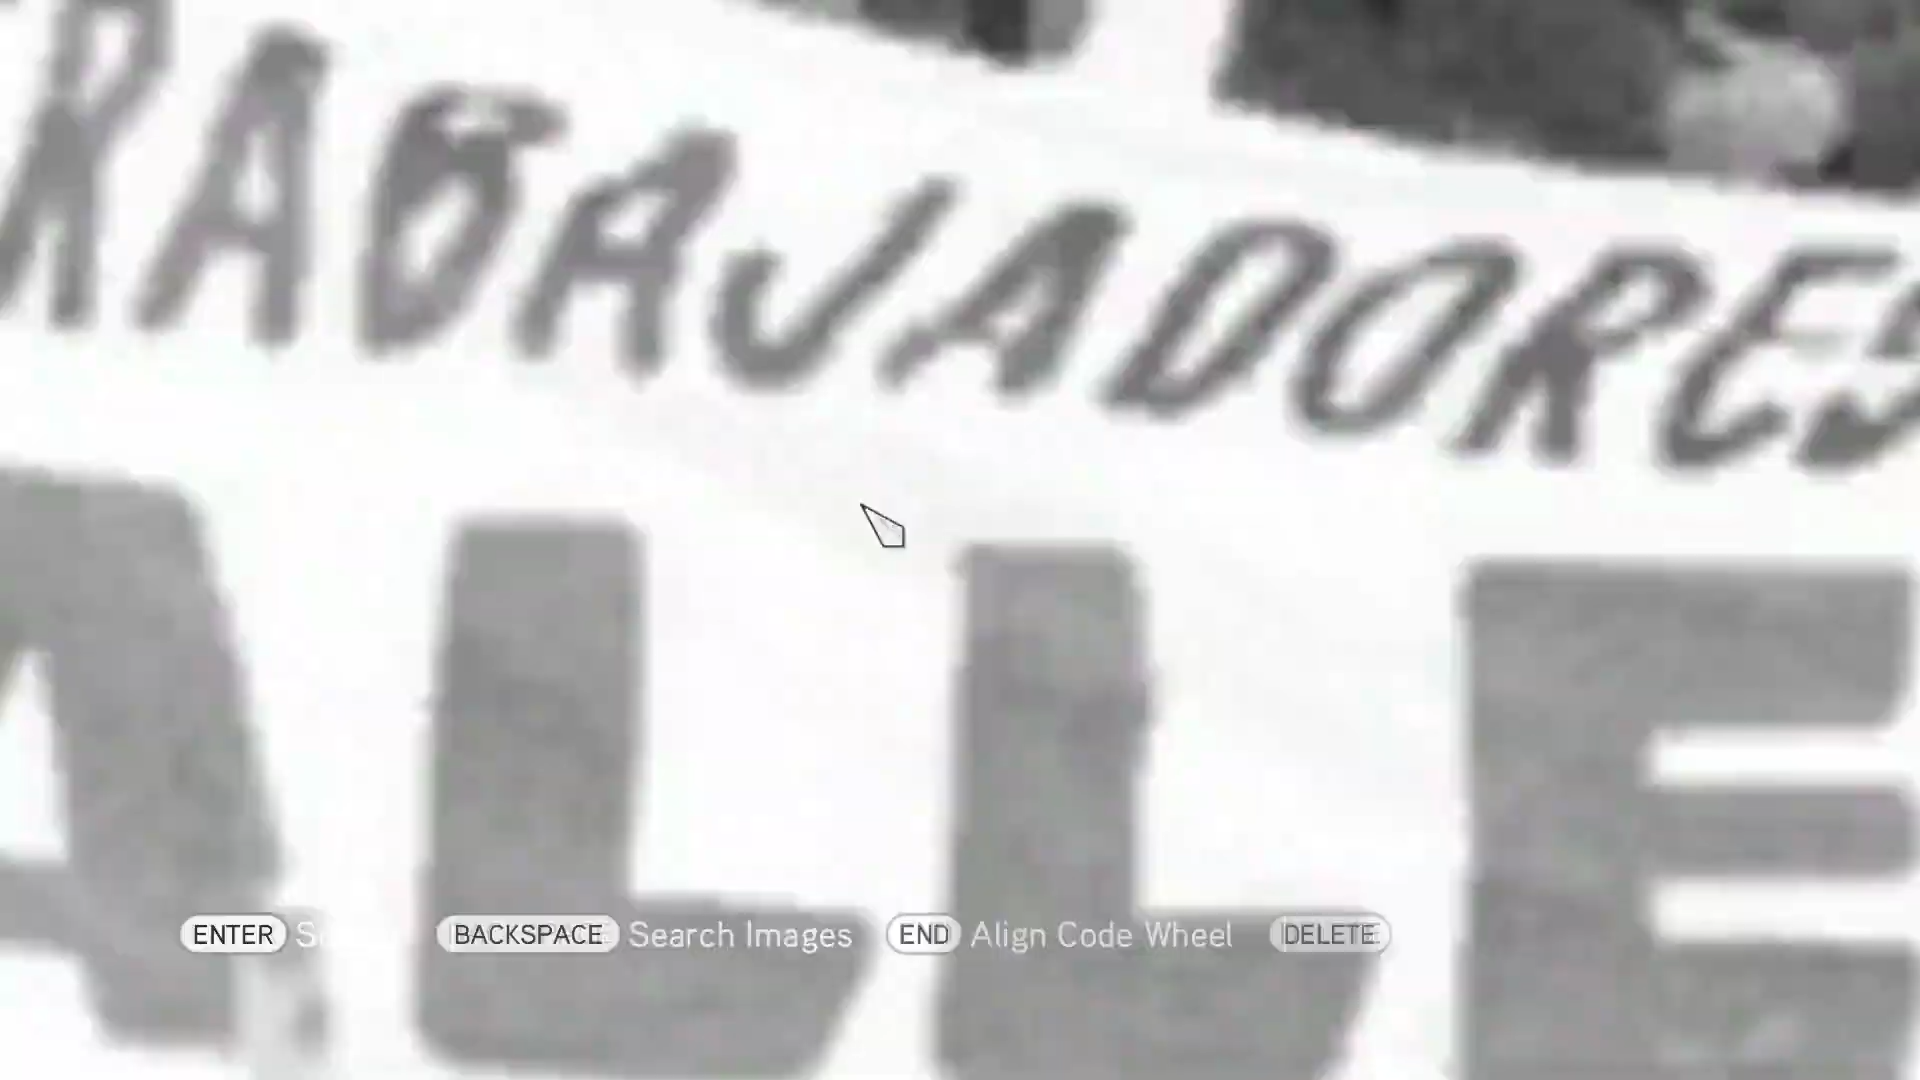 RABAJADORES
ALLE
ENTER
BACKSPACE Search Images END Align Code Wheel DELETE